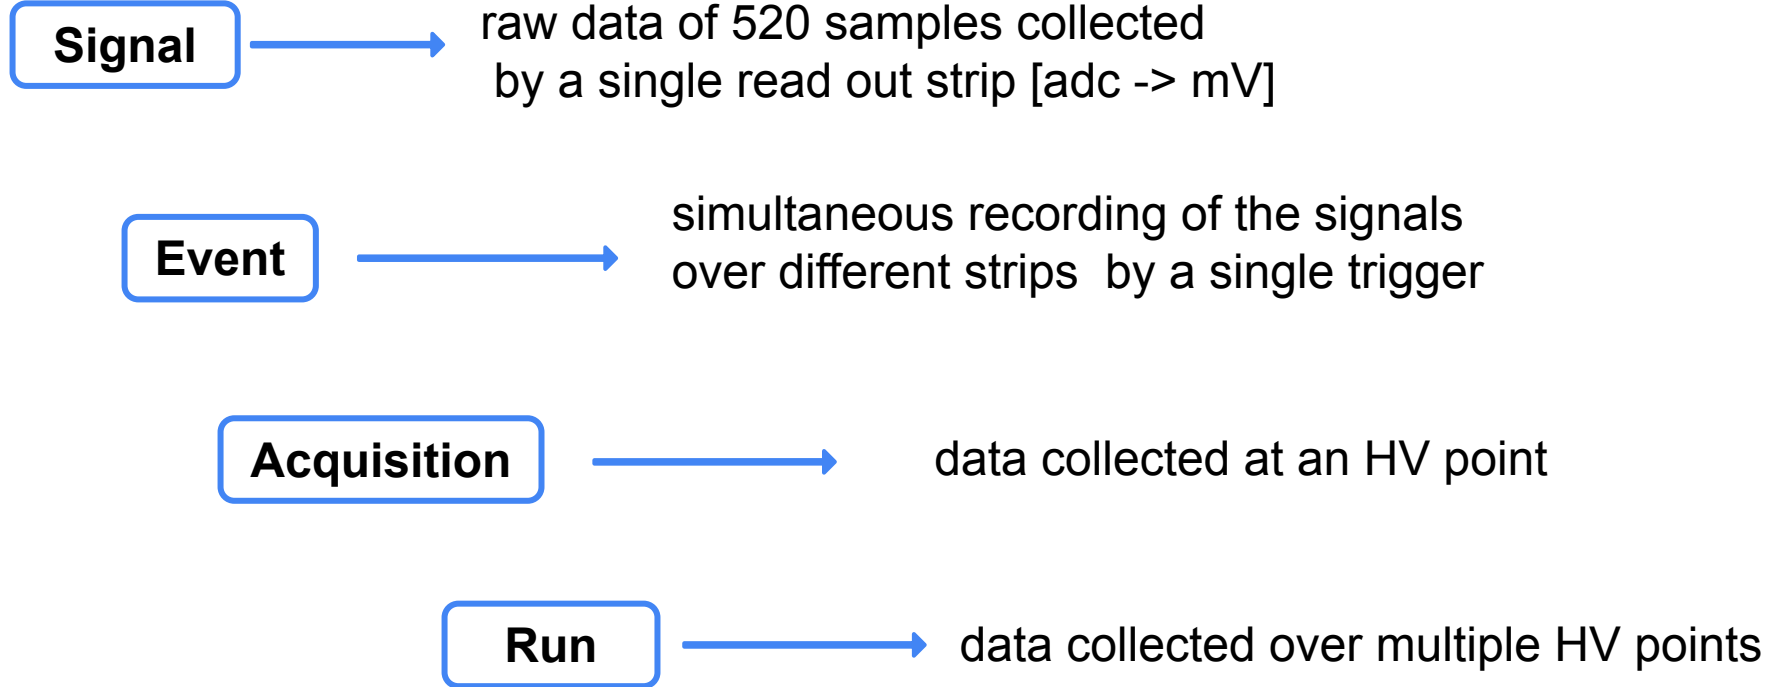 Signal
raw data of 520 samples collected
by a single read out strip [adc -> mV]
Event
simultaneous recording of the signals
over different strips  by a single trigger
Acquisition
data collected at an HV point
Run
data collected over multiple HV points